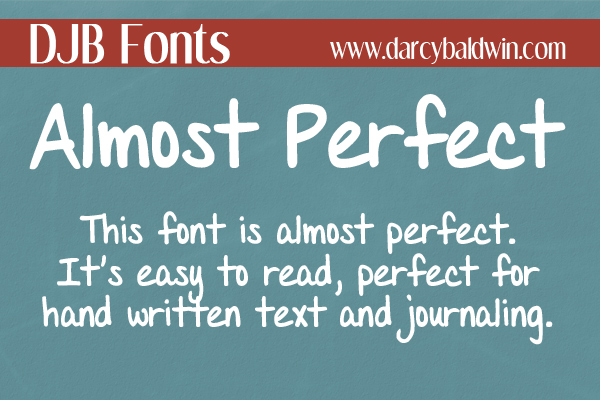 DJB Fonts
www.darcybaldwin.com
Almost Perfect
This font is almost perfect.
It's easy to read, perfect for
hand written text and journaling.